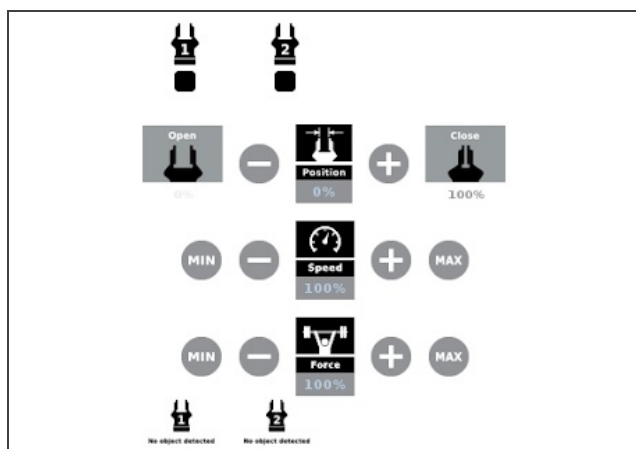 1 2
Open Close
Position
0% 0% 100%
MIN Speed MAX
100%
MIN Force MAX
100%
1 2
No object detected No object detected